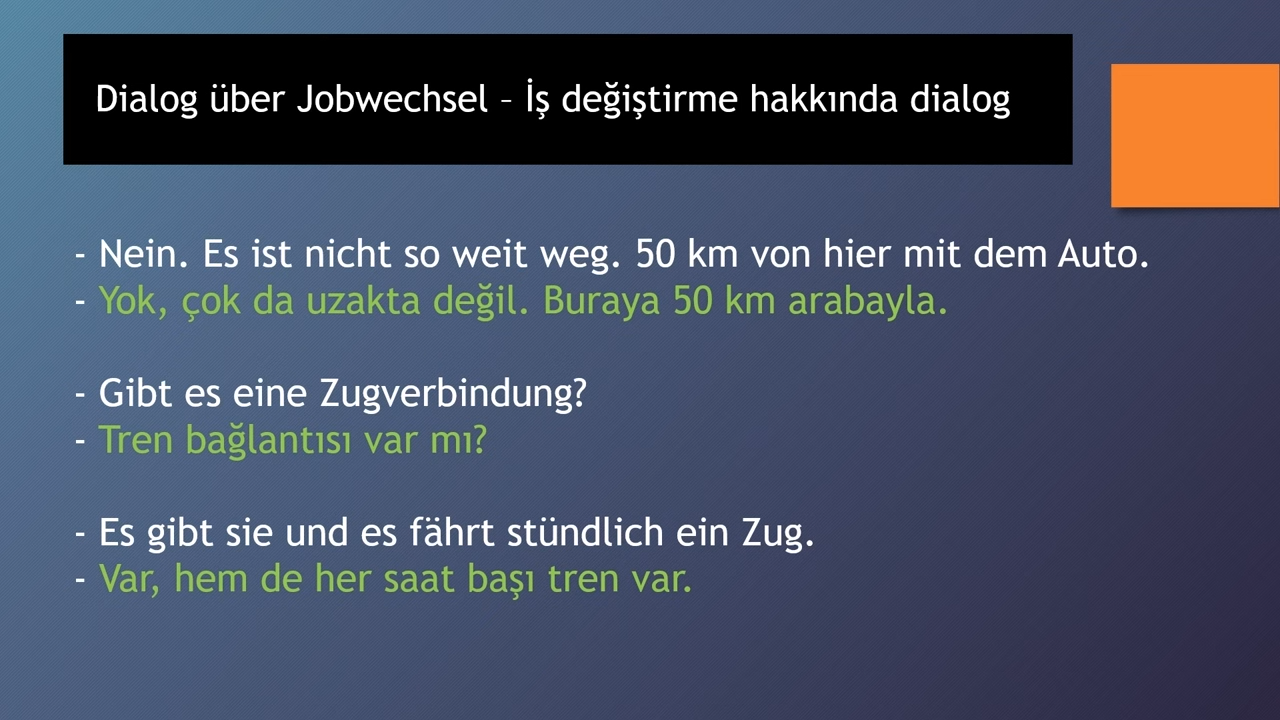 Dialog über Jobwechsel – İş değiştirme hakkında dialog
- Nein. Es ist nicht so weit weg. 50 km von hier mit dem Auto.
- Yok, çok da uzakta değil. Buraya 50 km arabayla.
- Gibt es eine Zugverbindung?
- Tren bağlantısı var mı?
- Es gibt sie und es fährt stündlich ein Zug.
- Var, hem de her saat başı tren var.